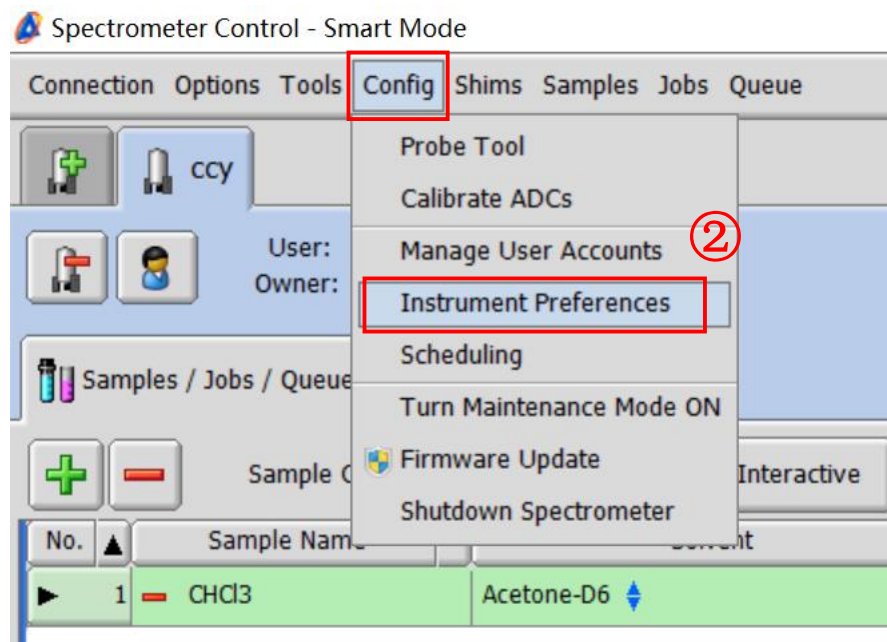 Spectrometer Control - Smart Mode
Connection Options Tools Config Shims Samples Jobs Queue
Probe Tool
ccy
Calibrate ADCs
②
User:
Manage User Accounts
Owner:
Instrument Preferences
Scheduling
Samples / Jobs / Queue
Turn Maintenance Mode ON
Firmware Update
Sample
Interactive
Shutdown Spectrometer
No. ▲ Sample
1 CHCl3 Acetone-D6